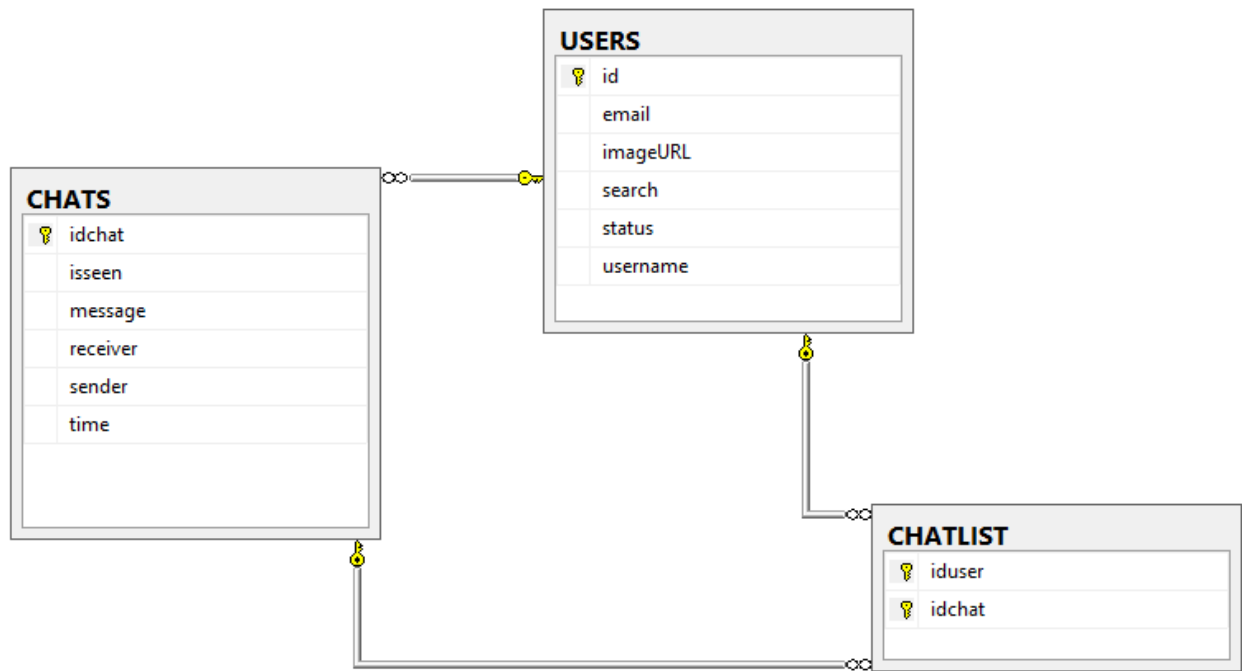 USERS
id
email
imageURL
search
status
username
CHATS
idchat
isseen
message
receiver
sender
time
CHATLIST
iduser
idchat